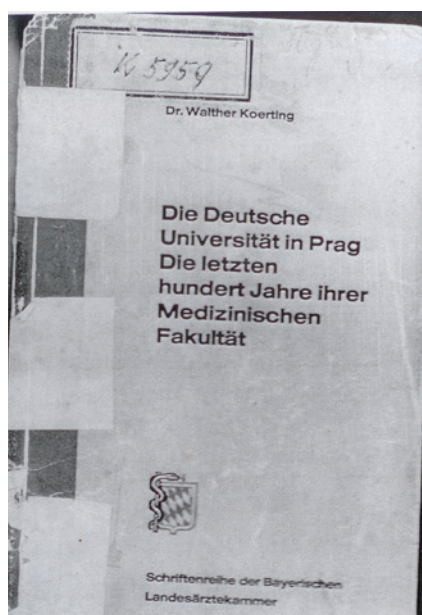 K 5959
Dr. Walther Koerting
Die Deutsche
Universität in Prag
Die letzten
hundert Jahre ihrer
Medizinischen
Fakultät
Schriftenreihe der Bayerischen
Landesärztekammer